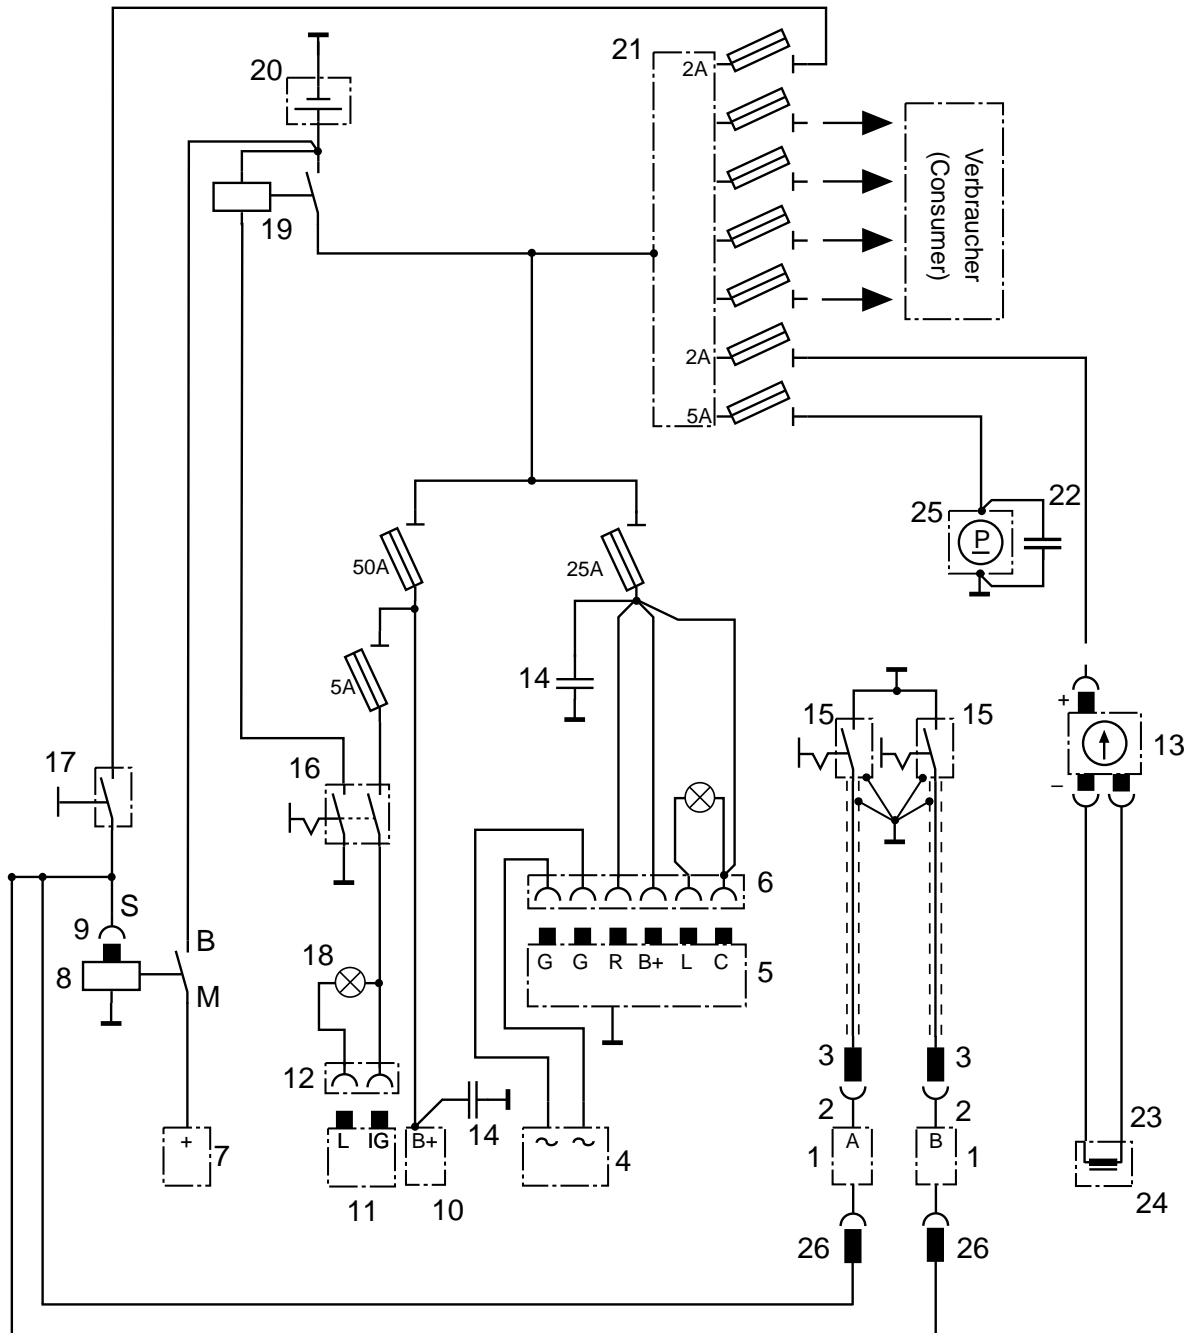 21
2A
20
Verbraucher
(Consumer)
19
2A
5A
25
P
22
50A
25A
5A
14
15
15
+
13
–
17
16
6
S
9
B
8
M
18
G
G
R
B+
L
C
5
3
3
12
2
2
14
+
7
L
IG
B+
4
1
A
B
1
23
11
10
24
26
26